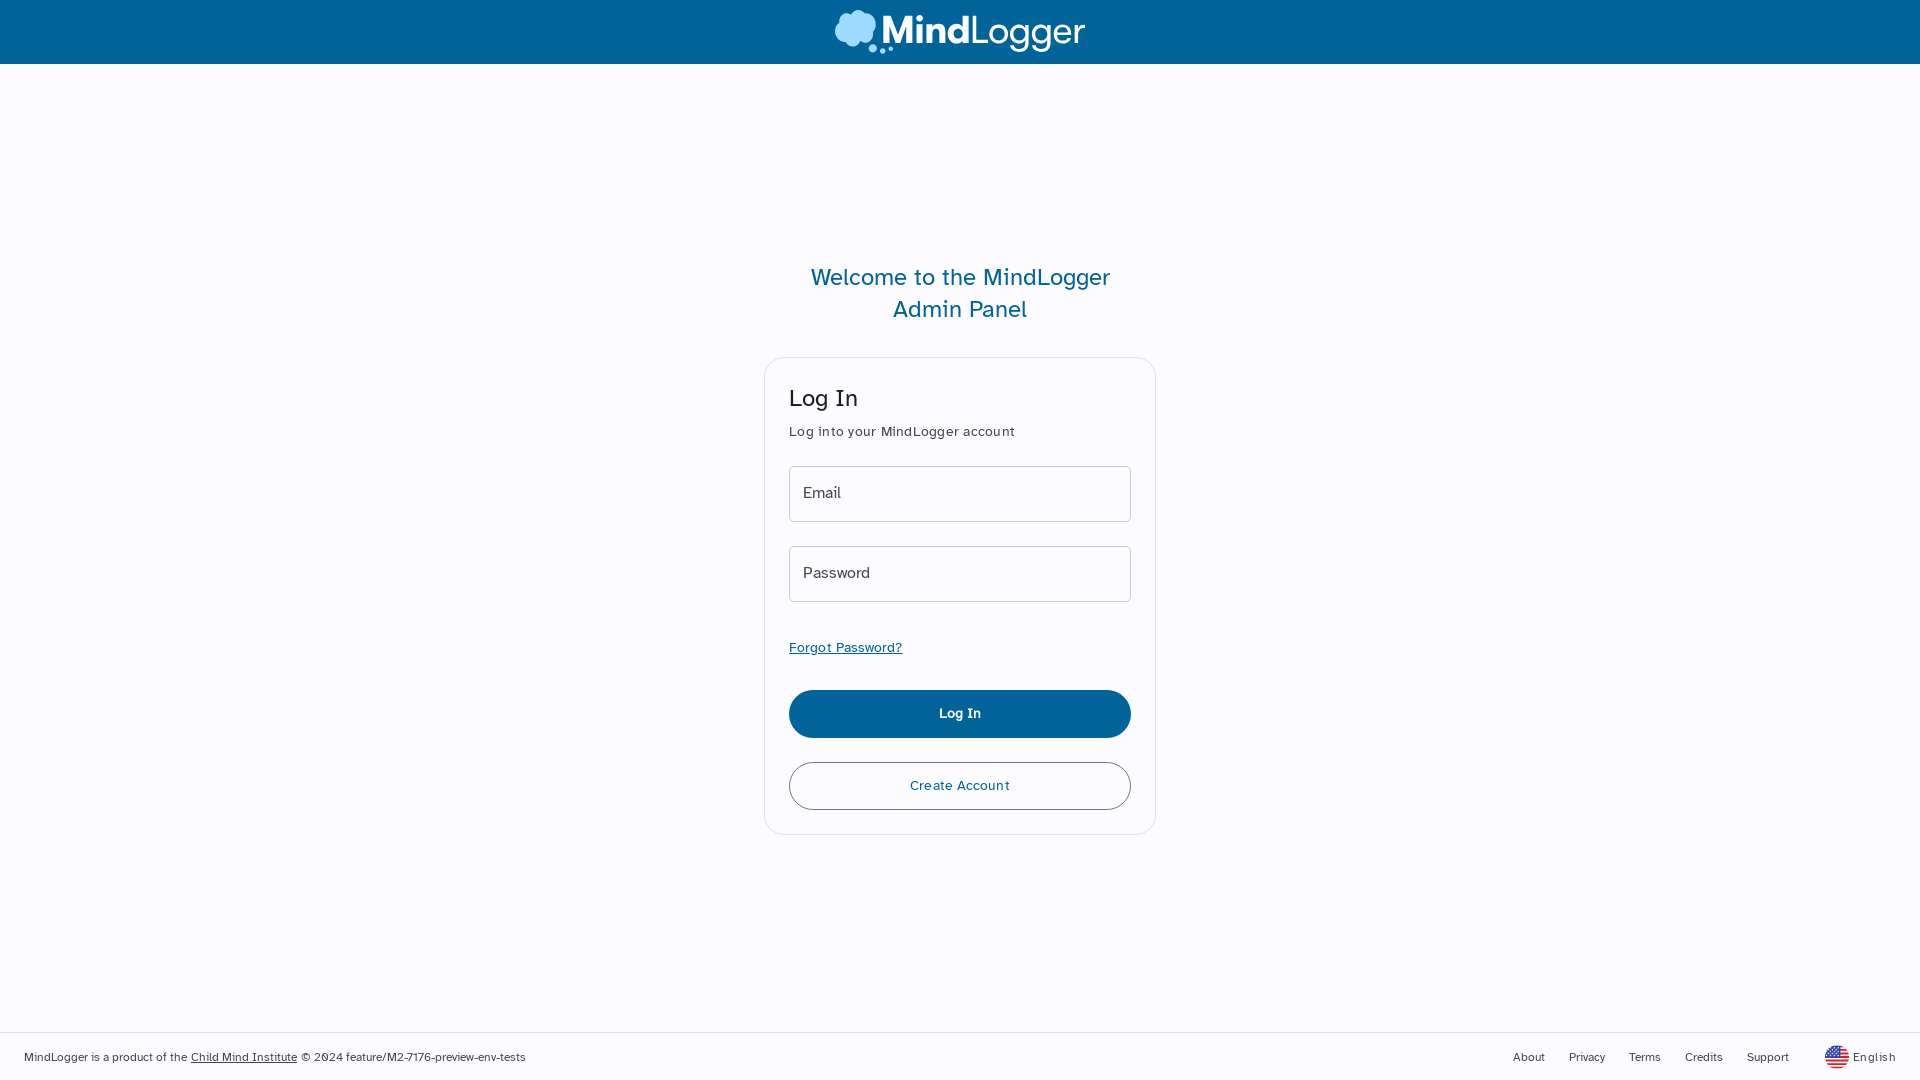 MindLogger
Welcome to the MindLogger
Admin Panel
Log In
Log into your MindLogger account
Email
Password
Forgot Password?
Log In
Create Account
MindLogger is a product of the Child Mind Institute © 2024 feature/M2-7176-preview-env-tests
About Privacy Terms Credits Support English